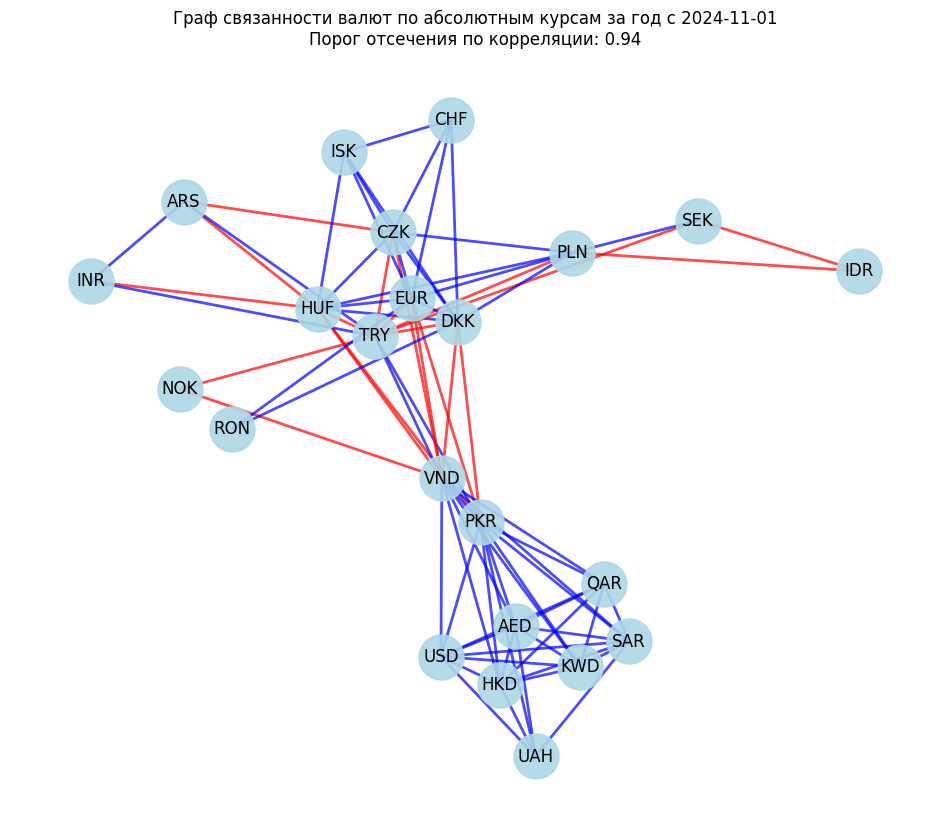 Граф связанности валют по абсолютным курсам за год с 2024-11-01
Порог отсечения по корреляции: 0.94
CHF
ISK
ARS
SEK
CZK
PLN
IDR
INR
EUR
HUF
DKK
TRY
NOK
RON
VND
PKR
QAR
AED
SAR
USD
KWD
HKD
UAH